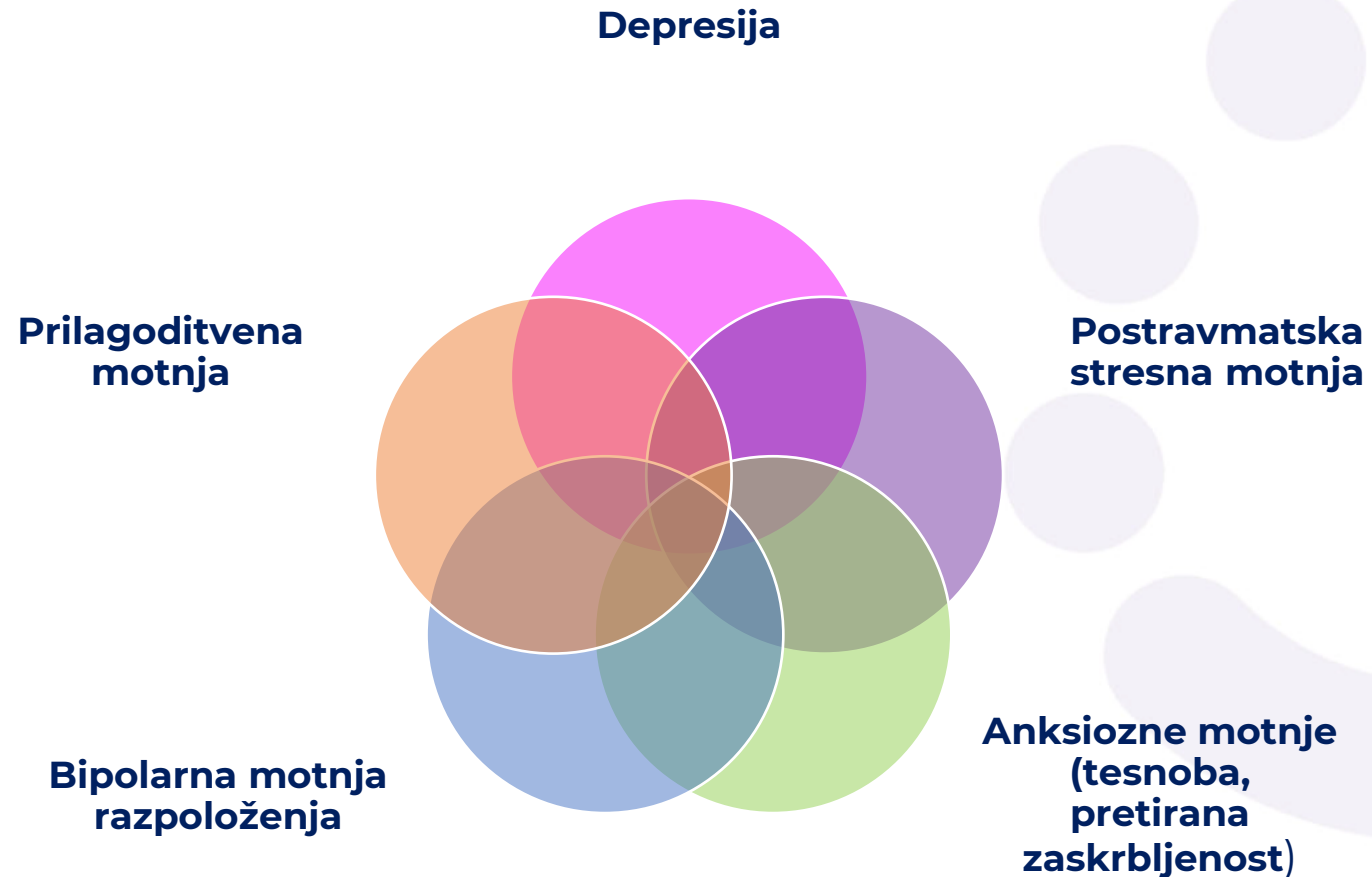 Depresija
Prilagoditvena
motnja
Postravmatska
stresna motnja
Bipolarna motnja
razpoloženja
Anksiozne motnje
(tesnoba,
pretirana
zaskrbljenost)